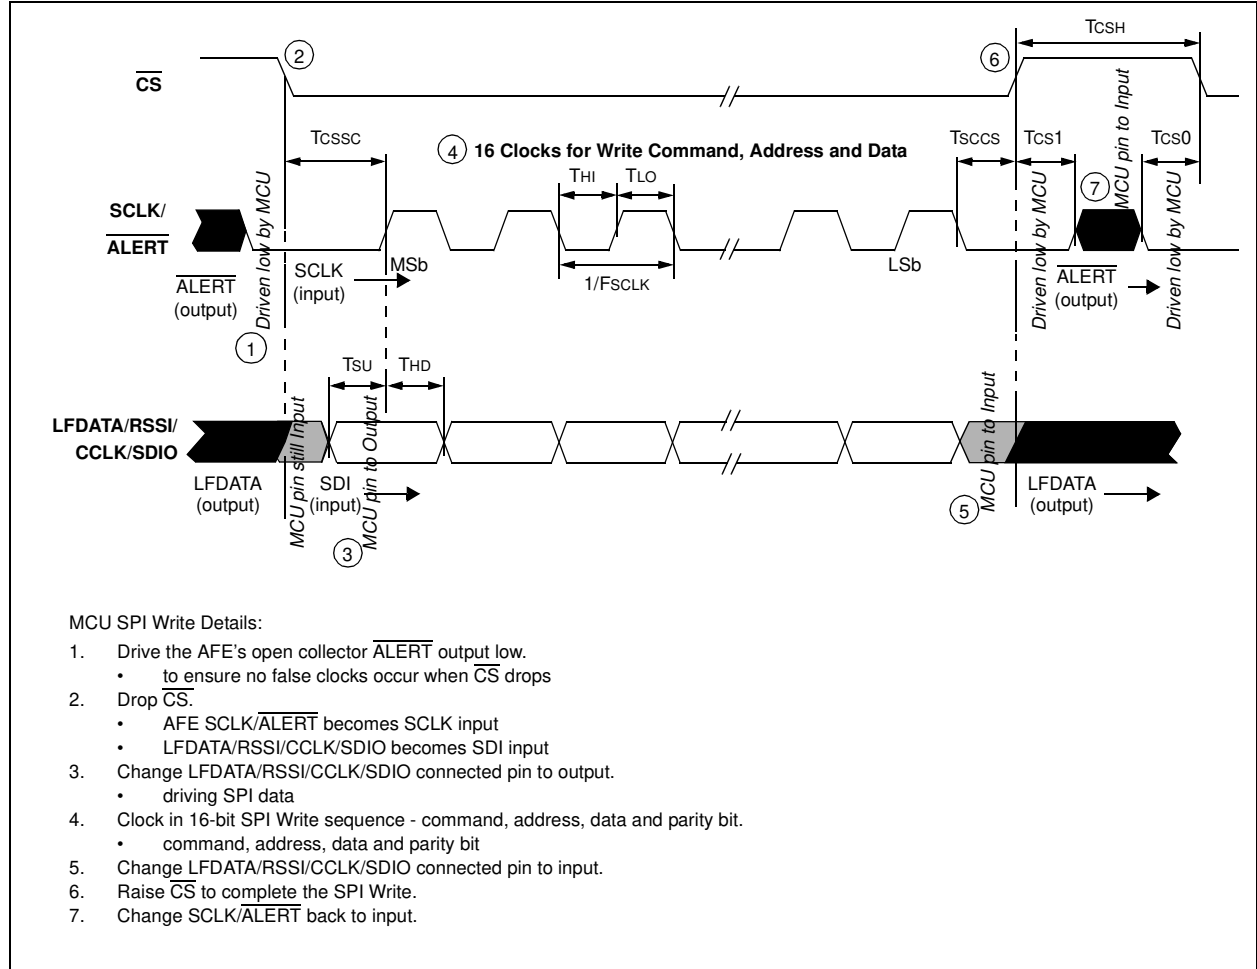 TCSH
2
6
CS
TCSSC
4 16 Clocks for Write Command, Address and Data
TSCCS
TCS1
MCU pin to Input
TCS0
THI
TLO
7
SCLK/
ALERT
Driven low by MCU
MSb
LSb
1/FSCLK
ALERT
(output)
SCLK
(input)
Driven low by MCU
ALERT
(output)
Driven low by MCU
1
TSU
THD
LFDATA/RSSI/
CCLK/SDIO
MCU pin still Input
MCU pin to Output
MCU pin to Input
LFDATA
(output)
SDI
(input)
3
5
LFDATA
(output)
MCU SPI Write Details:
1. Drive the AFE's open collector ALERT output low.
• to ensure no false clocks occur when CS drops
2. Drop CS.
• AFE SCLK/ALERT becomes SCLK input
• LFDATA/RSSI/CCLK/SDIO becomes SDI input
3. Change LFDATA/RSSI/CCLK/SDIO connected pin to output.
• driving SPI data
4. Clock in 16-bit SPI Write sequence - command, address, data and parity bit.
• command, address, data and parity bit
5. Change LFDATA/RSSI/CCLK/SDIO connected pin to input.
6. Raise CS to complete the SPI Write.
7. Change SCLK/ALERT back to input.